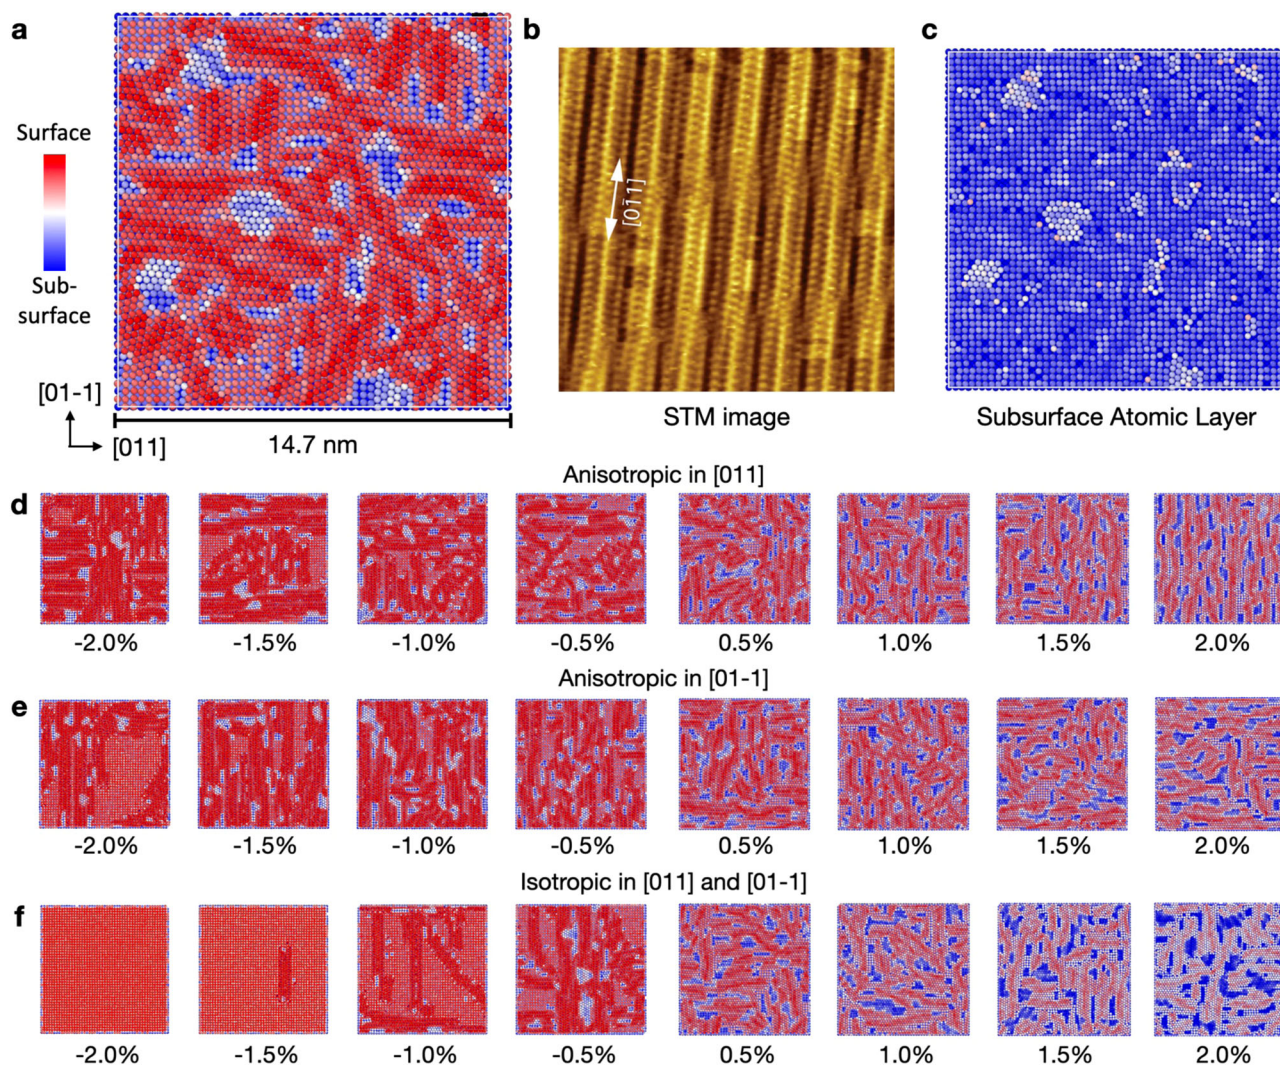 a
b
c
Surface
Sub-
surface
[01-1]
[011]
14.7 nm
[01̄1]
STM image
Subsurface Atomic Layer
Anisotropic in [011]
d
-2.0% -1.5% -1.0% -0.5% 0.5% 1.0% 1.5% 2.0%
Anisotropic in [01-1]
e
-2.0% -1.5% -1.0% -0.5% 0.5% 1.0% 1.5% 2.0%
Isotropic in [011] and [01-1]
f
-2.0% -1.5% -1.0% -0.5% 0.5% 1.0% 1.5% 2.0%